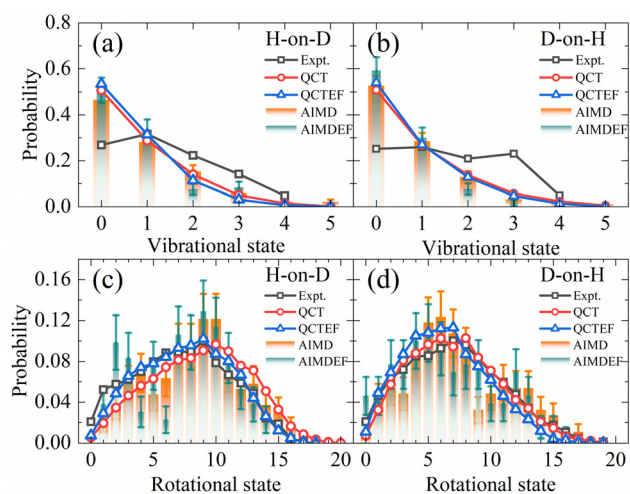 (a)
H-on-D
Expt.
QCT
QCTEF
AIMD
AIMDEF
(b)
D-on-H
Expt.
QCT
QCTEF
AIMD
AIMDEF
0.8
0.6
0.4
0.2
0.0
Probability
0 1 2 3 4 5
0 1 2 3 4 5
Vibrational state
Vibrational state
(c)
H-on-D
Expt.
QCT
QCTEF
AIMD
AIMDEF
(d)
D-on-H
Expt.
QCT
QCTEF
AIMD
AIMDEF
0.16
0.12
0.08
0.04
0.00
Probability
0 5 10 15 20
0 5 10 15 20
Rotational state
Rotational state